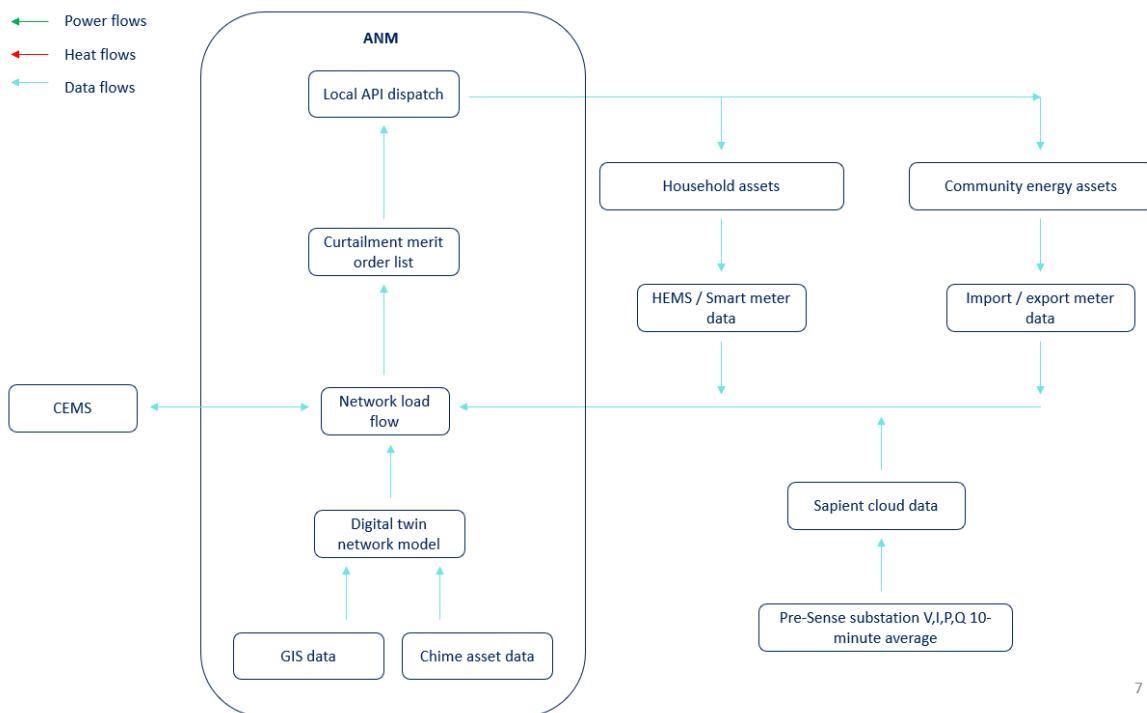 Power flows
Heat flows
Data flows
ANM
Local API dispatch
Household assets
Community energy assets
Curtailment merit
order list
HEMS / Smart meter
data
Import / export meter
data
CEMS
Network load
flow
Sapient cloud data
Digital twin
network model
Pre-Sense substation V,I,P,Q 10-
minute average
GIS data
Chime asset data
7